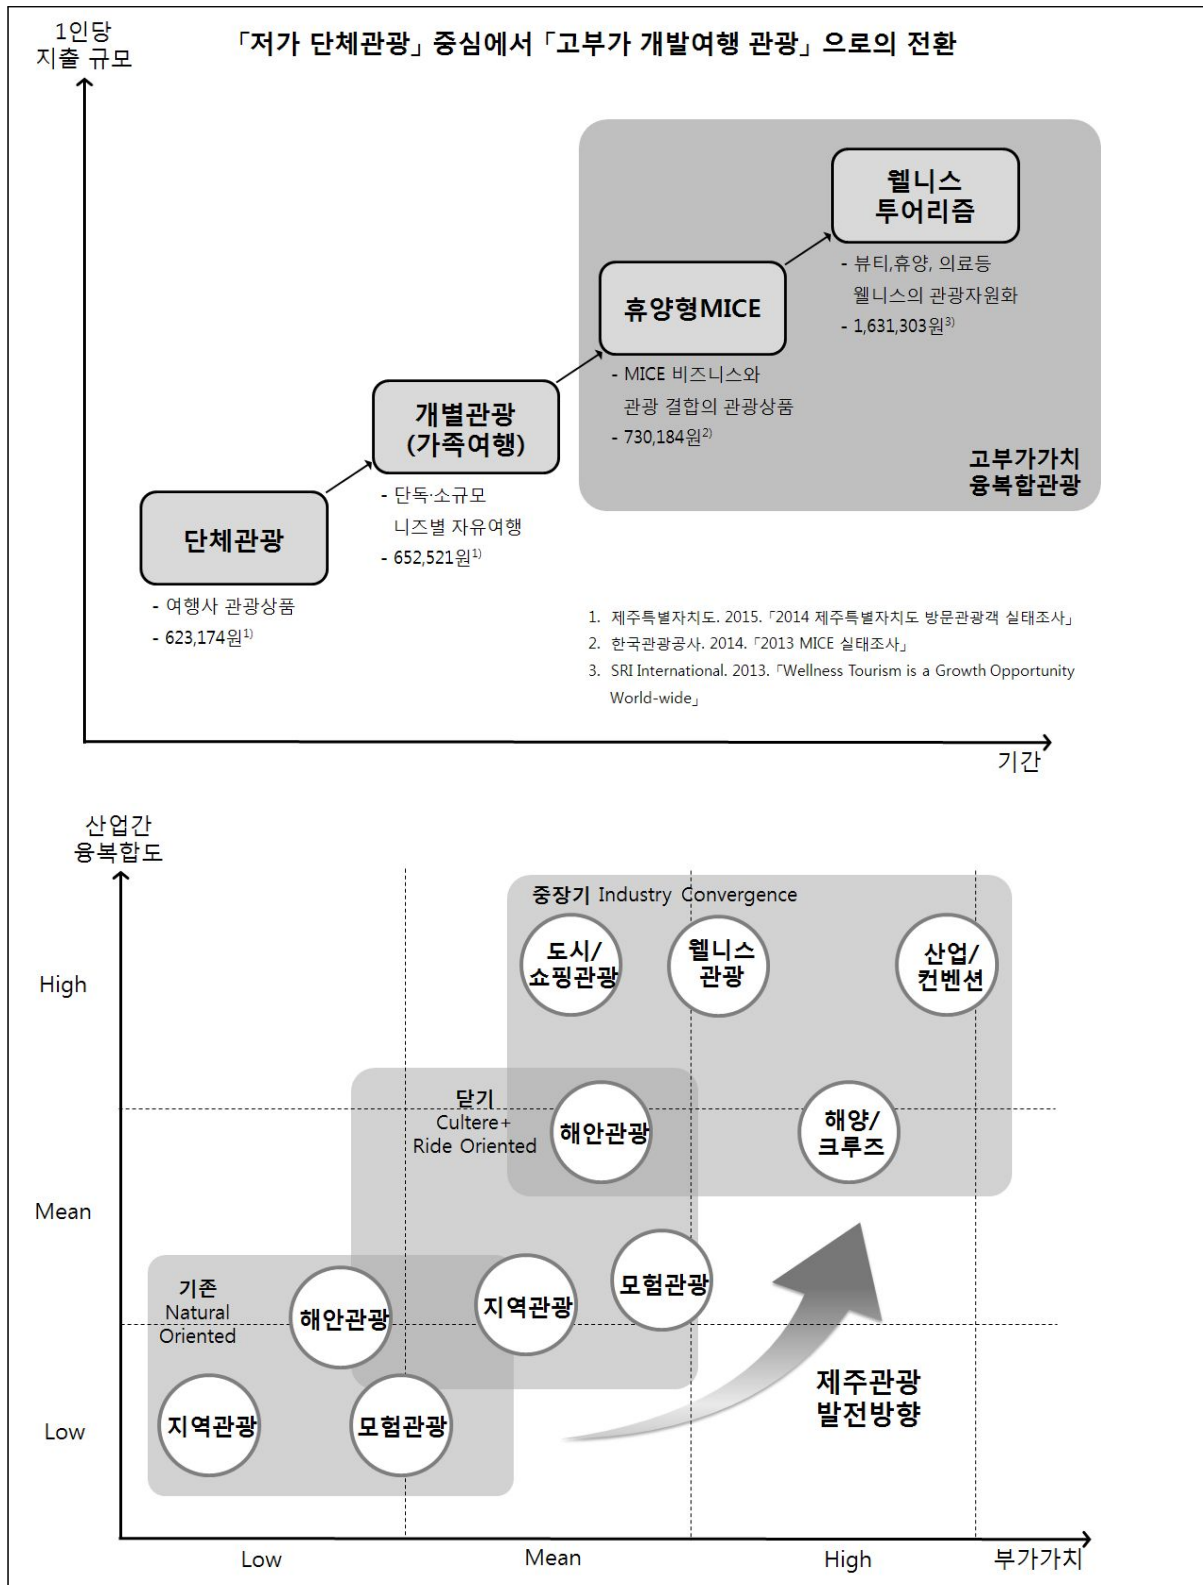 1인당
지출 규모
「저가 단체관광」 중심에서 「고부가 개발여행 관광」 으로의 전환
웰니스
투어리즘
- 뷰티,휴양, 의료등
웰니스의 관광자원화
- 1,631,303원3)
휴양형MICE
- MICE 비즈니스와
관광 결합의 관광상품
- 730,184원2)
고부가가치
융복합관광
개별관광
(가족여행)
- 단독·소규모
니즈별 자유여행
- 652,521원1)
단체관광
- 여행사 관광상품
- 623,174원1)
1. 제주특별자치도. 2015. 「2014 제주특별자치도 방문관광객 실태조사」
2. 한국관광공사. 2014. 「2013 MICE 실태조사」
3. SRI International. 2013. 「Wellness Tourism is a Growth Opportunity
World-wide」
기간
산업간
융복합도
중장기 Industry Convergence
도시/
쇼핑관광
웰니스
관광
산업/
컨벤션
High
닫기
Cultere+
Ride Oriented
해안관광
해양/
크루즈
Mean
기존
Natural
Oriented
해안관광
지역관광
모험관광
제주관광
발전방향
지역관광
모험관광
Low
Low
Mean
High
부가가치